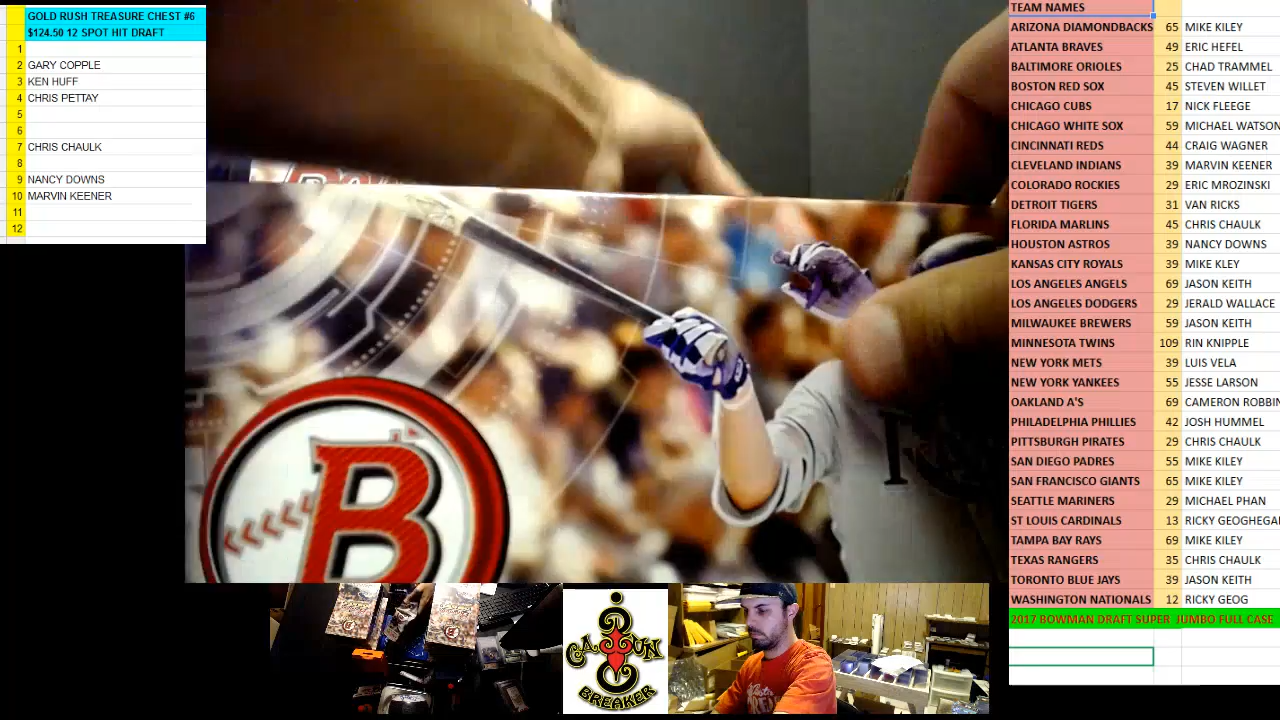 GOLD RUSH TREASURE CHEST #6
$124.50 12 SPOT HIT DRAFT
1
2 GARY COPPLE
3 KEN HUFF
4 CHRIS PETTAY
5
6
7 CHRIS CHAULK
8
9 NANCY DOWNS
10 MARVIN KEENER
11
12
B
CAJUN
BREAKER
TEAM NAMES
ARIZONA DIAMONDBACKS 65 MIKE KILEY
ATLANTA BRAVES 49 ERIC HEFEL
BALTIMORE ORIOLES 25 CHAD TRAMMEL
BOSTON RED SOX 45 STEVEN WILLET
CHICAGO CUBS 17 NICK FLEEGE
CHICAGO WHITE SOX 59 MICHAEL WATSON
CINCINNATI REDS 44 CRAIG WAGNER
CLEVELAND INDIANS 39 MARVIN KEENER
COLORADO ROCKIES 29 ERIC MROZINSKI
DETROIT TIGERS 31 VAN RICKS
FLORIDA MARLINS 45 CHRIS CHAULK
HOUSTON ASTROS 39 NANCY DOWNS
KANSAS CITY ROYALS 39 MIKE KLEY
LOS ANGELES ANGELS 69 JASON KEITH
LOS ANGELES DODGERS 29 JERALD WALLACE
MILWAUKEE BREWERS 59 JASON KEITH
MINNESOTA TWINS 109 RIN KNIPPLE
NEW YORK METS 39 LUIS VELA
NEW YORK YANKEES 55 JESSE LARSON
OAKLAND A'S 69 CAMERON ROBBIN
PHILADELPHIA PHILLIES 42 JOSH HUMMEL
PITTSBURGH PIRATES 29 CHRIS CHAULK
SAN DIEGO PADRES 55 MIKE KILEY
SAN FRANCISCO GIANTS 65 MIKE KILEY
SEATTLE MARINERS 29 MICHAEL PHAN
ST LOUIS CARDINALS 13 RICKY GEOGHEGA
TAMPA BAY RAYS 69 MIKE KILEY
TEXAS RANGERS 35 CHRIS CHAULK
TORONTO BLUE JAYS 39 JASON KEITH
WASHINGTON NATIONALS 12 RICKY GEOG
2017 BOWMAN DRAFT SUPER JUMBO FULL CASE